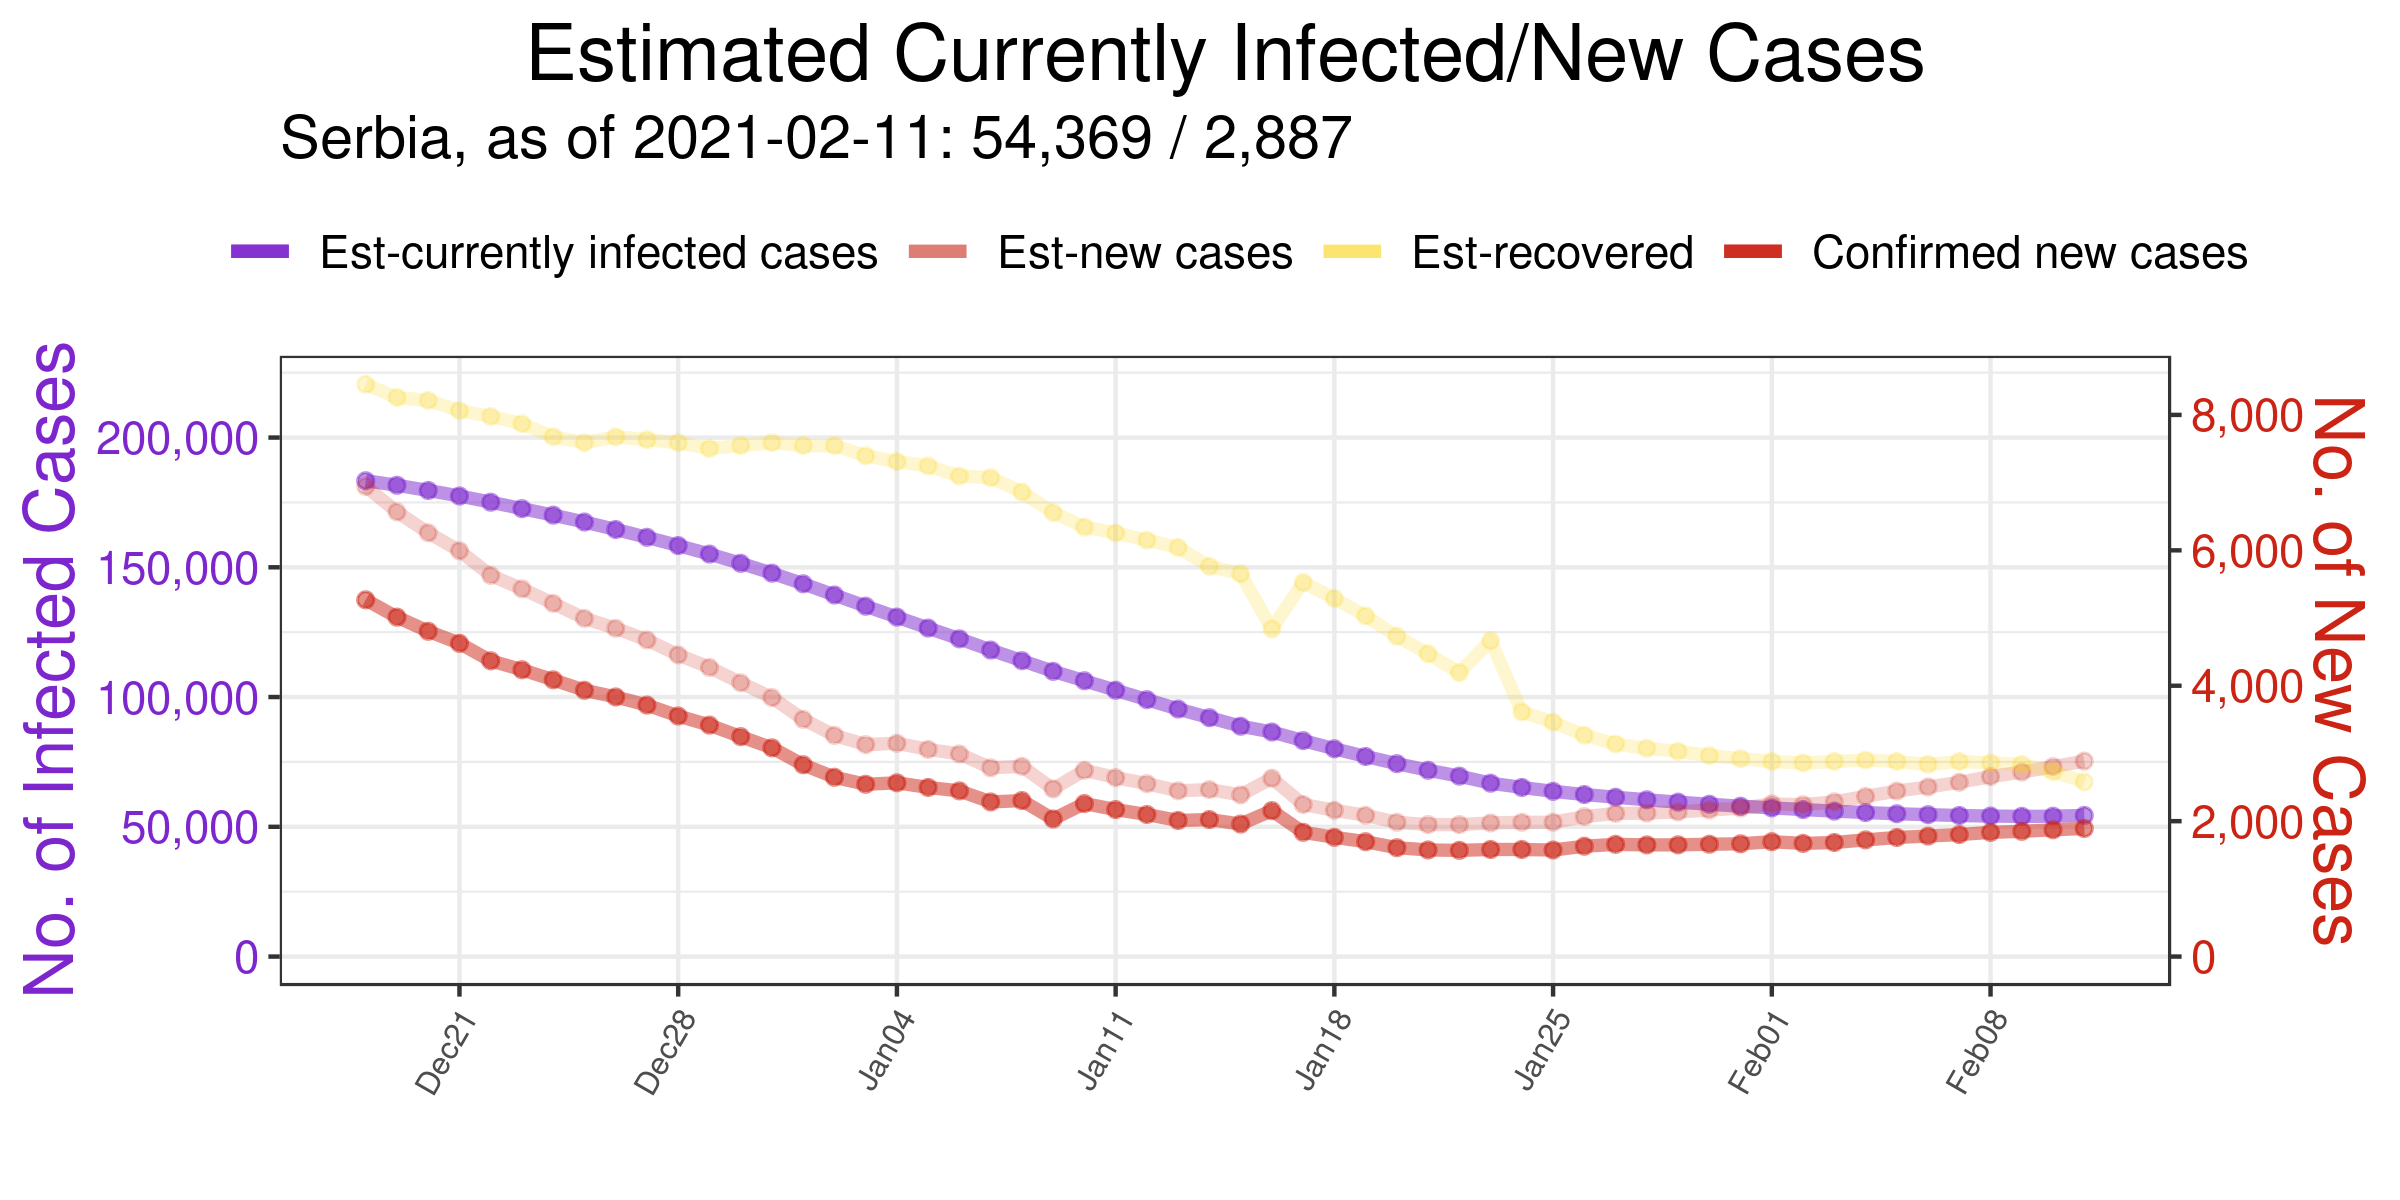 Estimated Currently Infected/New Cases
Serbia, as of 2021-02-11: 54,369 / 2,887
Est-currently infected cases
Est-new cases
Est-recovered
Confirmed new cases
No. of Infected Cases
200,000
150,000
100,000
50,000
0
8,000
6,000
4,000
2,000
0
No. of New Cases
Dec21
Dec28
Jan04
Jan11
Jan18
Jan25
Feb01
Feb08